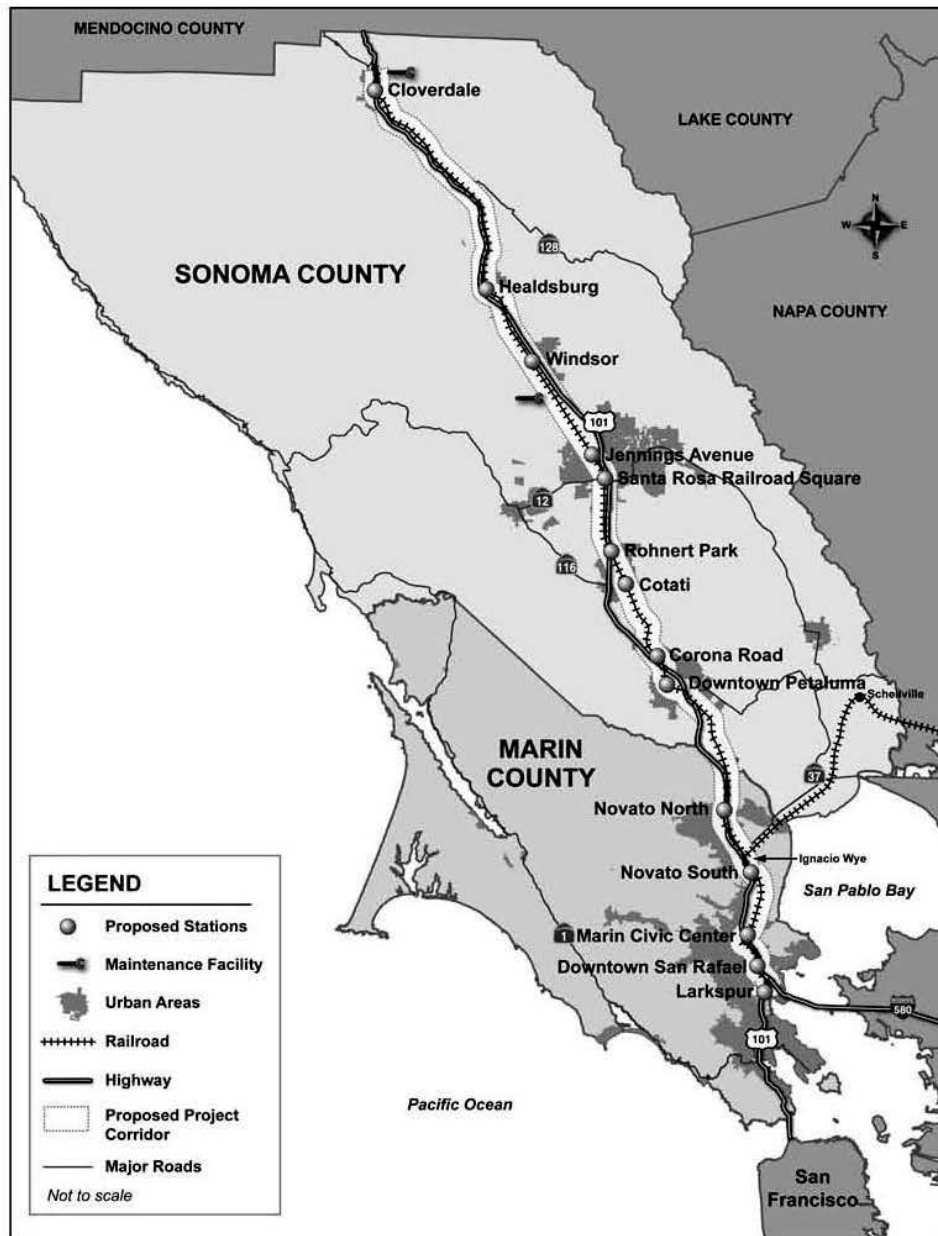 MENDOCINO COUNTY
Cloverdale
LAKE COUNTY
N
W E
S
128
SONOMA COUNTY
Healdsburg
NAPA COUNTY
Windsor
101
Jennings Avenue
Santa Rosa Railroad Square
12
Rohnert Park
116
Cotati
Corona Road
Downtown Petaluma
Schellville
MARIN
COUNTY
37
Novato North
Ignacio Wye
Novato South
San Pablo Bay
1
Marin Civic Center
Downtown San Rafael
Larkspur
580
101
Pacific Ocean
San
Francisco
LEGEND
Proposed Stations
Maintenance Facility
Urban Areas
Railroad
Highway
Proposed Project
Corridor
Major Roads
Not to scale